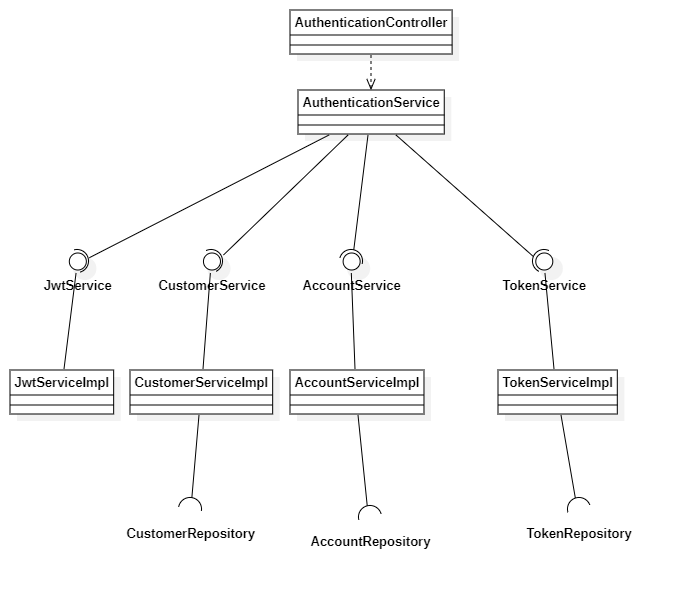 AuthenticationController
AuthenticationService
JwtService
CustomerService
AccountService
TokenService
JwtServiceImpl
CustomerServiceImpl
AccountServiceImpl
TokenServiceImpl
CustomerRepository
AccountRepository
TokenRepository